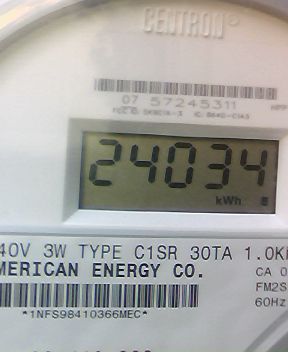 CENTRON®
07 57245311
24034
kWh
40V 3W TYPE C1SR 30TA 1.0K
MERICAN ENERGY CO.
CA 0
FM2S
60Hz
*1NFS98410366MEC*